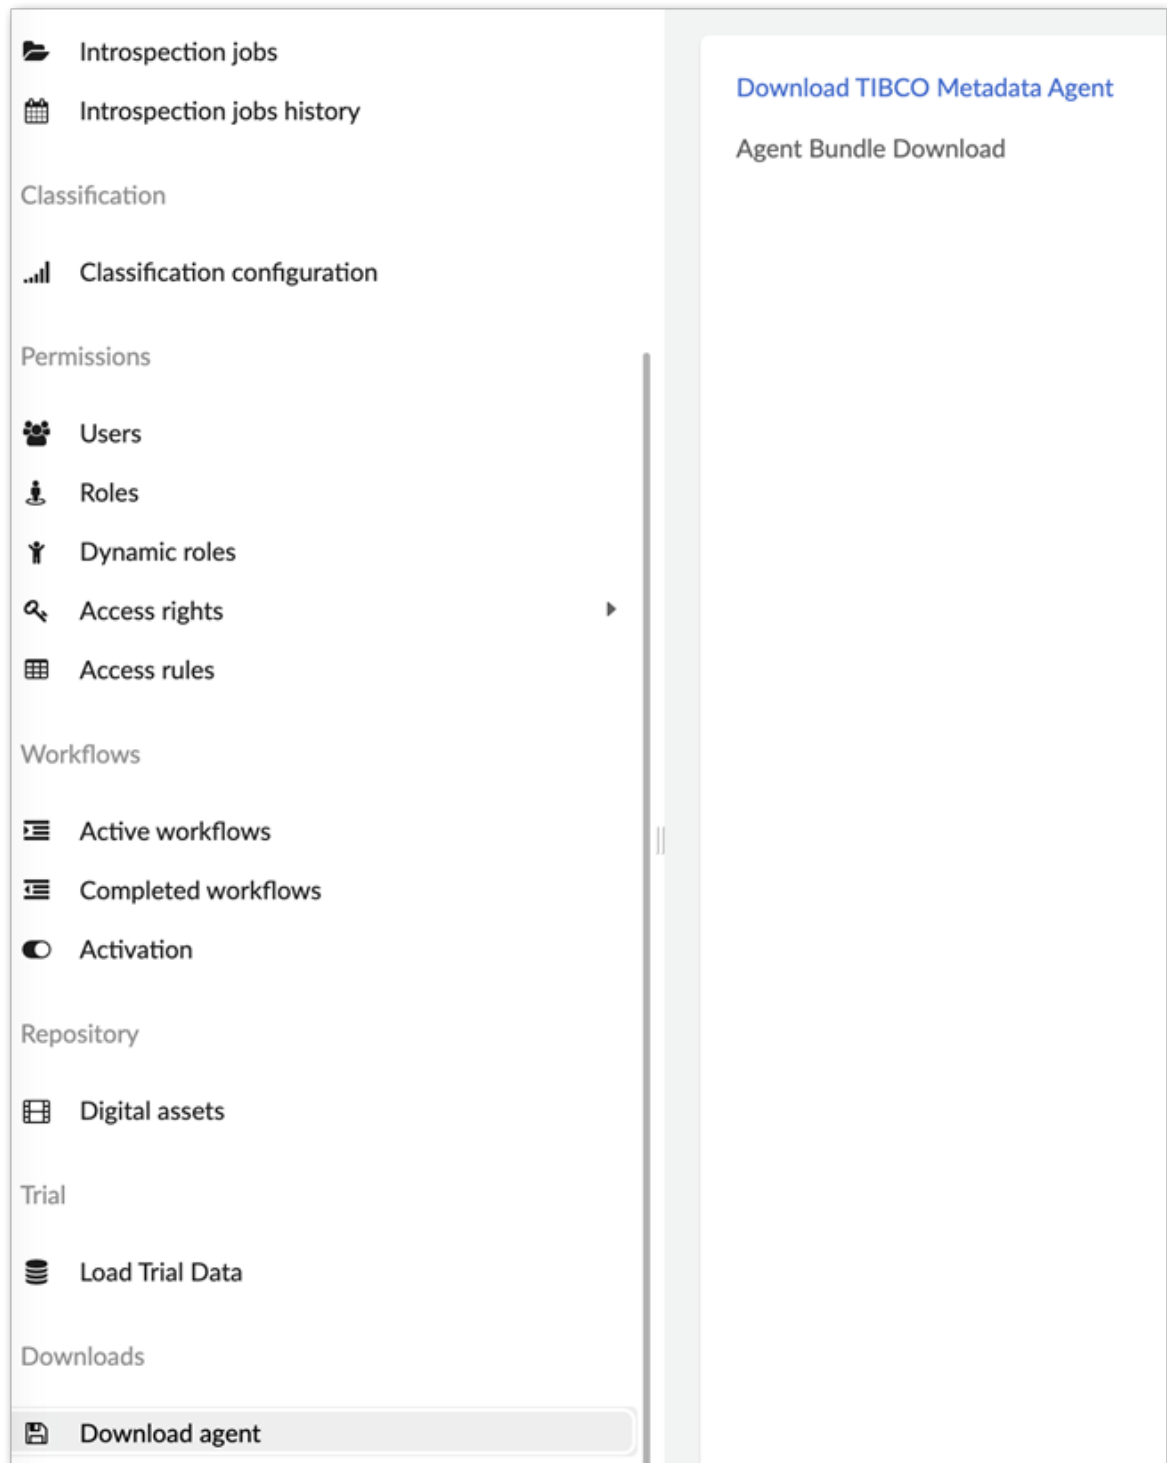 Introspection jobs
Introspection jobs history
Classification
Classification configuration
Permissions
Users
Roles
Dynamic roles
Access rights
Access rules
Workflows
Active workflows
Completed workflows
Activation
Repository
Digital assets
Trial
Load Trial Data
Downloads
Download agent
Download TIBCO Metadata Agent
Agent Bundle Download